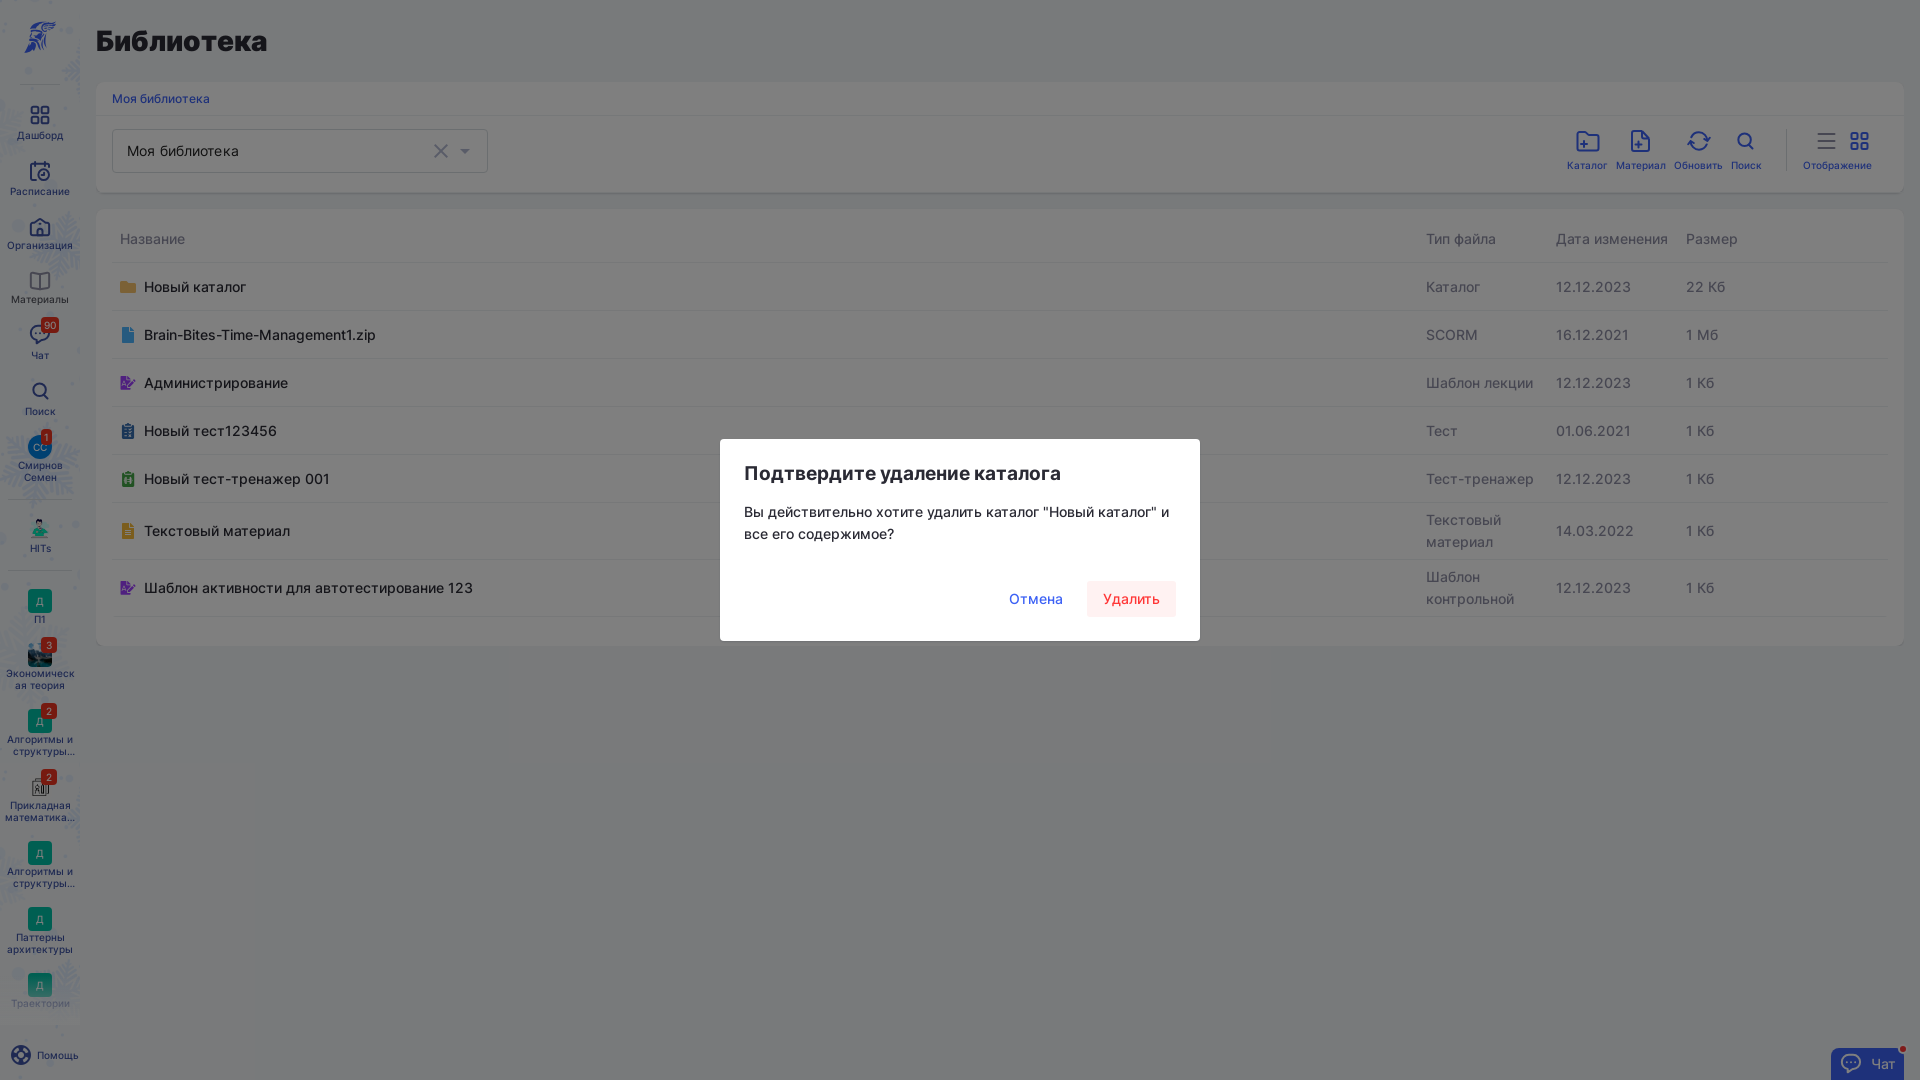 Библиотека
Моя библиотека
Моя библиотека
Каталог
Материал
Обновить
Поиск
Отображение
Название Тип файла Дата изменения Размер
Новый каталог Каталог 12.12.2023 22 Кб
Brain-Bites-Time-Management1.zip SCORM 16.12.2021 1 Мб
Администрирование Шаблон лекции 12.12.2023 1 Кб
Новый тест123456 Тест 01.06.2021 1 Кб
Новый тест-тренажер 001 Тест-тренажер 12.12.2023 1 Кб
Текстовый материал Текстовый материал 14.03.2022 1 Кб
Шаблон активности для автотестирование 123 Шаблон контрольной 12.12.2023 1 Кб
Подтвердите удаление каталога
Вы действительно хотите удалить каталог "Новый каталог" и
все его содержимое?
Отмена
Удалить
Дашборд
Расписание
Организация
Материалы
90
Чат
Поиск
1
СС
Смирнов
Семен
HITs
Д
П1
3
Экономическ
ая теория
2
Д
Алгоритмы и
структуры...
2
Прикладная
математика...
Д
Алгоритмы и
структуры...
Д
Паттерны
архитектуры
Д
Траектории
Помощь
Чат